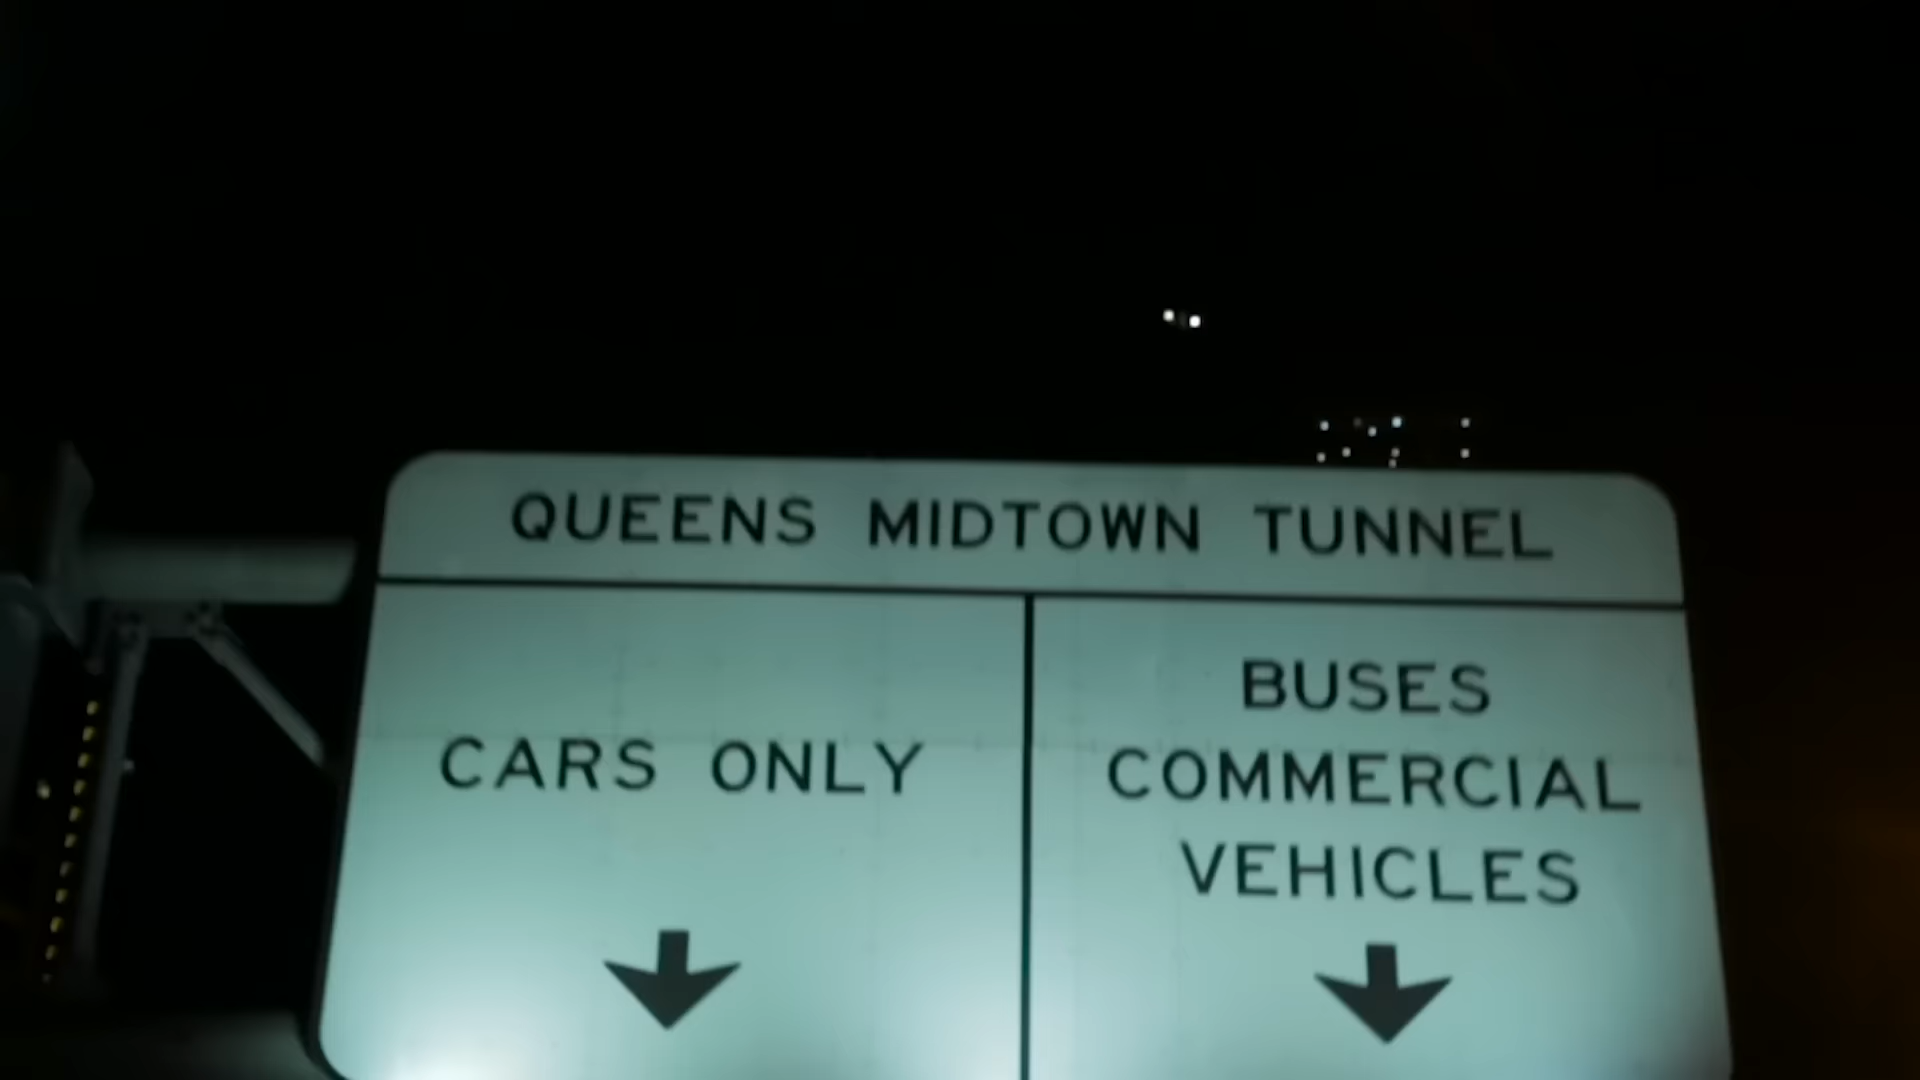 QUEENS MIDTOWN TUNNEL
CARS ONLY
BUSES
COMMERCIAL
VEHICLES